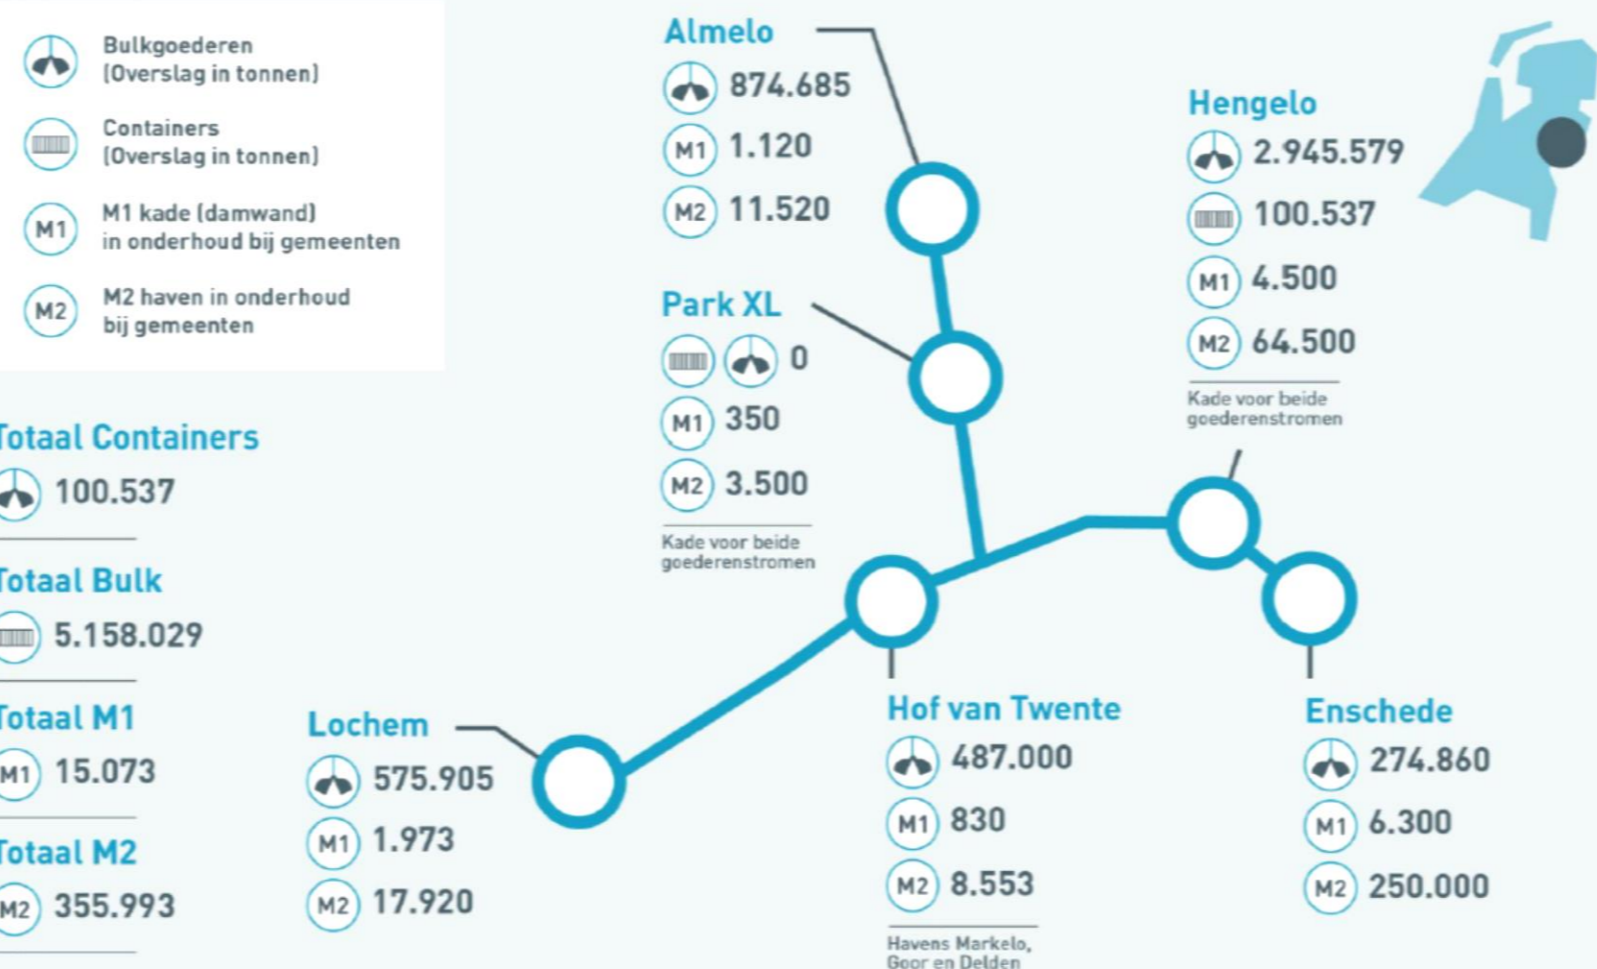 Bulkgoederen
(Overslag in tonnen)
Containers
(Overslag in tonnen)
M1
M1 kade (damwand)
in onderhoud bij gemeenten
M2
M2 haven in onderhoud
bij gemeenten
Totaal Containers
100.537
Totaal Bulk
5.158.029
Totaal M1
M1 15.073
Totaal M2
M2 355.993
Almelo
874.685
M1 1.120
M2 11.520
Park XL
0
M1 350
M2 3.500
Kade voor beide
goederenstromen
Hengelo
2.945.579
100.537
M1 4.500
M2 64.500
Kade voor beide
goederenstromen
Lochem
575.905
M1 1.973
M2 17.920
Hof van Twente
487.000
M1 830
M2 8.553
Havens Markelo,
Goor en Delden
Enschede
274.860
M1 6.300
M2 250.000